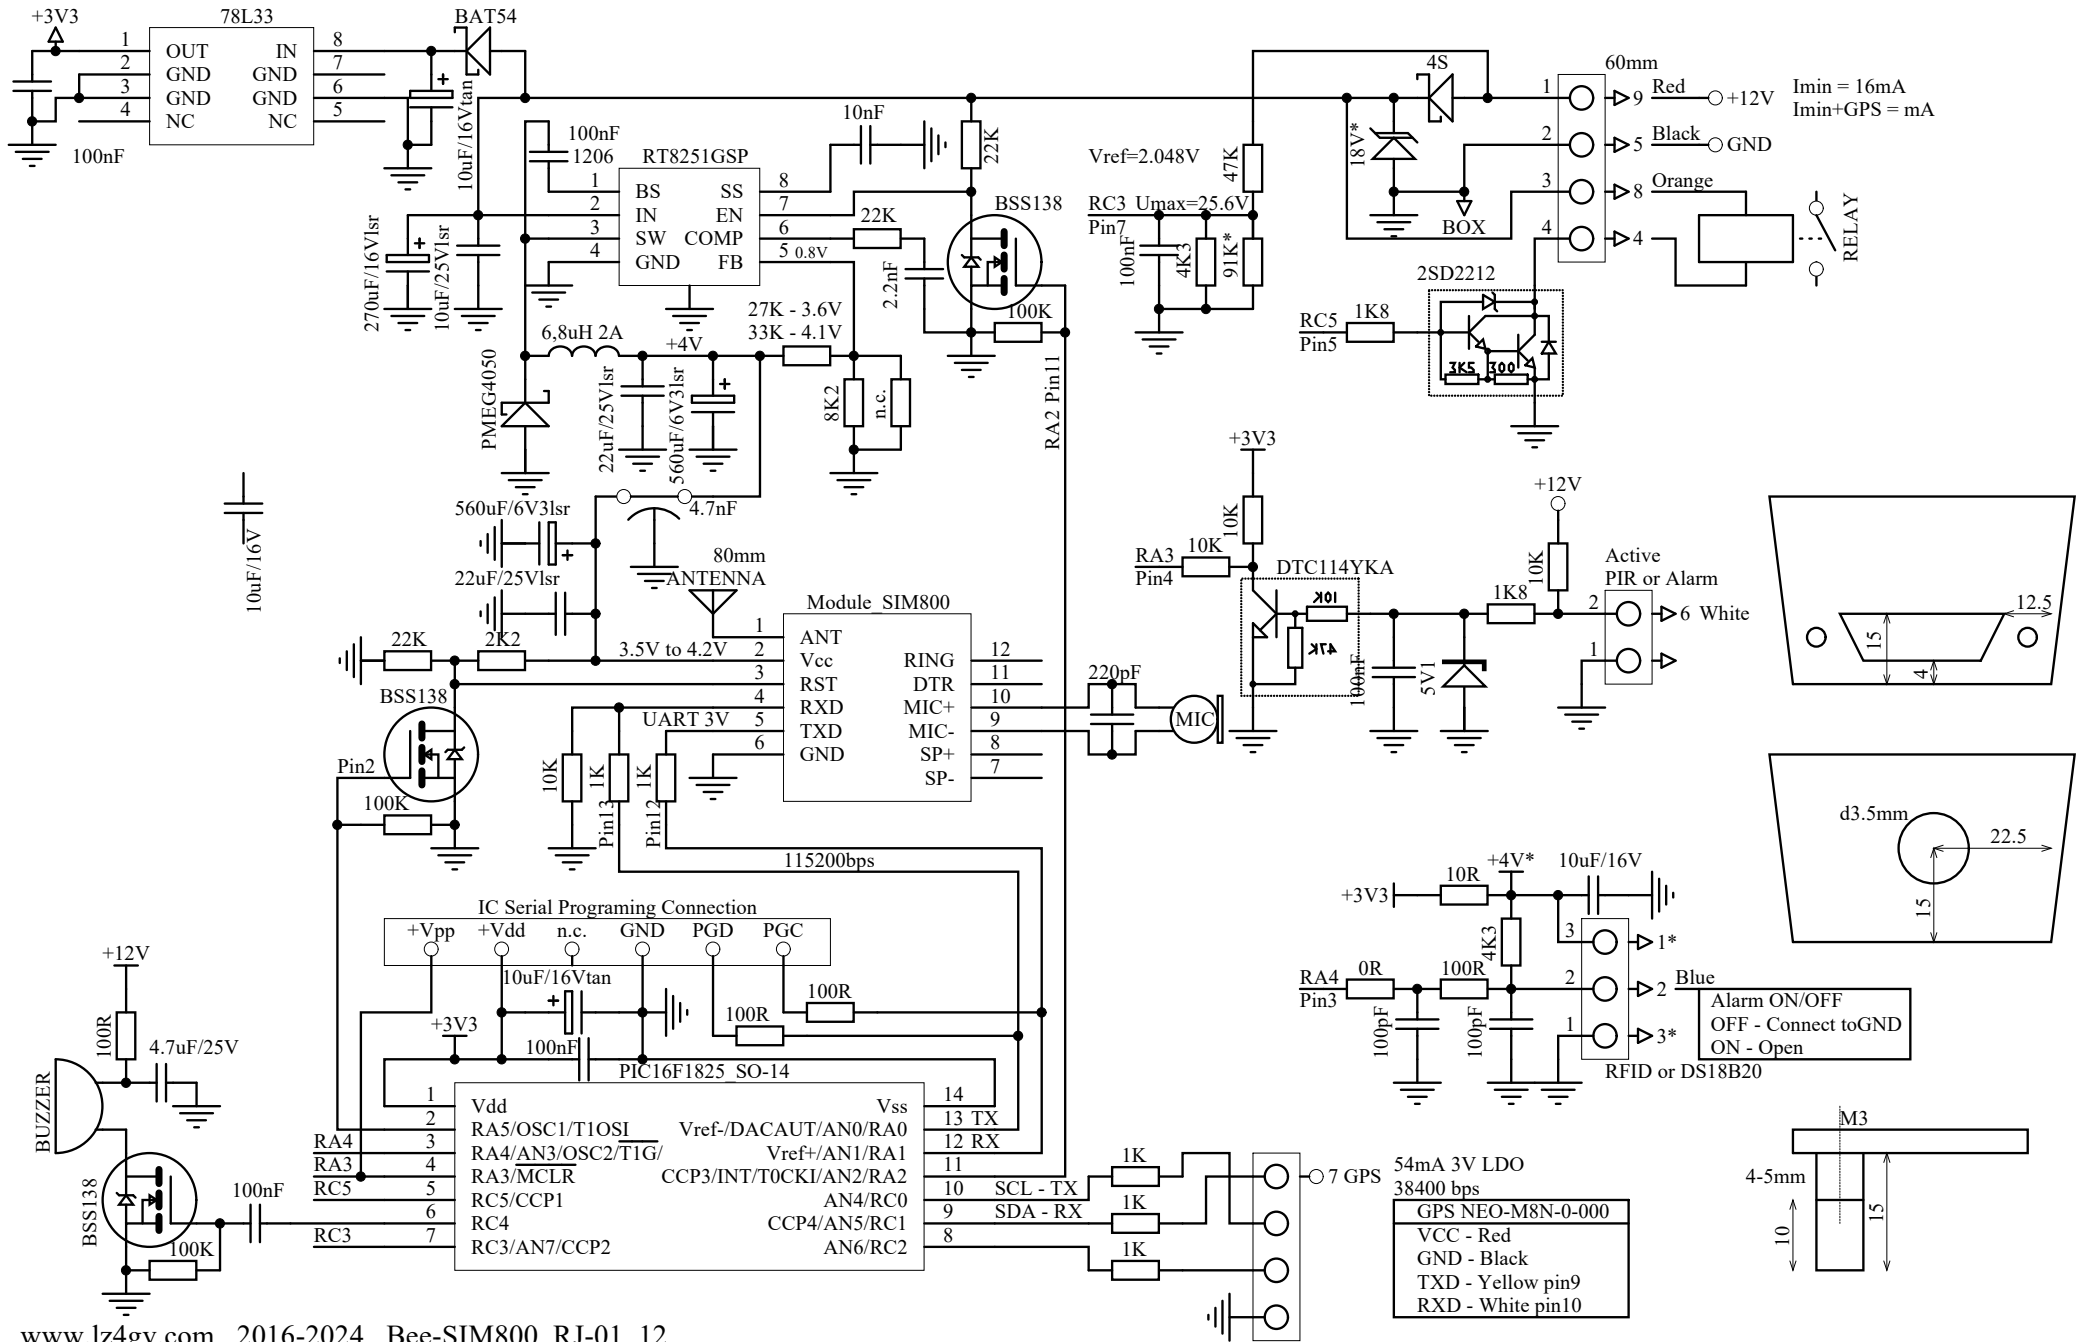 +3V3
78L33
BAT54
1 OUT IN 8
2 GND GND 7
3 GND GND 6
4 NC NC 5
100nF
10uF/16Vtan
270uF/16Vlsr
10uF/25Vlsr
100nF
1206
RT8251GSP
10nF
22K
1 BS SS 8
2 IN EN 7
3 SW COMP 6
4 GND FB 5 0.8V
22K
2.2nF
BSS138
100K
RA2 Pin11
27K - 3.6V
33K - 4.1V
6,8uH 2A
+4V
PMEG4050
22uF/25Vlsr
560uF/6V3lsr
8K2
n.c.
Vref=2.048V
47K
RC3 Umax=25.6V
Pin7
100nF
4K3
91K*
4S
18V*
BOX
60mm
1 9 Red +12V
2 5 Black GND
3 8 Orange
4 4
Imin = 16mA
Imin+GPS = mA
RELAY
2SD2212
RC5 1K8
Pin5
3K5 300
10uF/16V
560uF/6V3lsr
4.7nF
22uF/25Vlsr
80mm
ANTENNA
22K 2K2
3.5V to 4.2V
BSS138
Pin2
100K
Module_SIM800
1 ANT
2 Vcc RING 12
3 RST DTR 11
4 RXD MIC+ 10
5 TXD MIC- 9
6 GND SP+ 8
SP- 7
UART 3V
10K
1K
1K
Pin13
Pin12
115200bps
220pF
MIC
+3V3
10K
RA3 10K
Pin4
DTC114YKA
10K
47K
100nF
5V1
1K8
+12V
10K
Active
PIR or Alarm
2 6 White
1
12.5
15
4
d3.5mm
22.5
15
IC Serial Programing Connection
+Vpp +Vdd n.c. GND PGD PGC
10uF/16Vtan
100R
100R
+3V3
100nF
PIC16F1825_SO-14
1 Vdd Vss 14
2 RA5/OSC1/T1OSI Vref-/DACAUT/AN0/RA0 13 TX
RA4 3 RA4/AN3/OSC2/T1G/ Vref+/AN1/RA1 12 RX
RA3 4 RA3/MCLR CCP3/INT/T0CKI/AN2/RA2 11
RC5 5 RC5/CCP1 AN4/RC0 10 SCL - TX
6 RC4 CCP4/AN5/RC1 9 SDA - RX
RC3 7 RC3/AN7/CCP2 AN6/RC2 8
+12V
100R
4.7uF/25V
BUZZER
BSS138
100nF
100K
1K
1K
1K
7 GPS
54mA 3V LDO
38400 bps
GPS NEO-M8N-0-000
VCC - Red
GND - Black
TXD - Yellow pin9
RXD - White pin10
+3V3
10R
+4V*
10uF/16V
4K3
RA4 0R 100R
Pin3
100pF
100pF
3 1*
2 2 Blue
1 3*
Alarm ON/OFF
OFF - Connect toGND
ON - Open
RFID or DS18B20
M3
4-5mm
10
15
www.lz4gv.com 2016-2024 Bee-SIM800_RJ-01_12